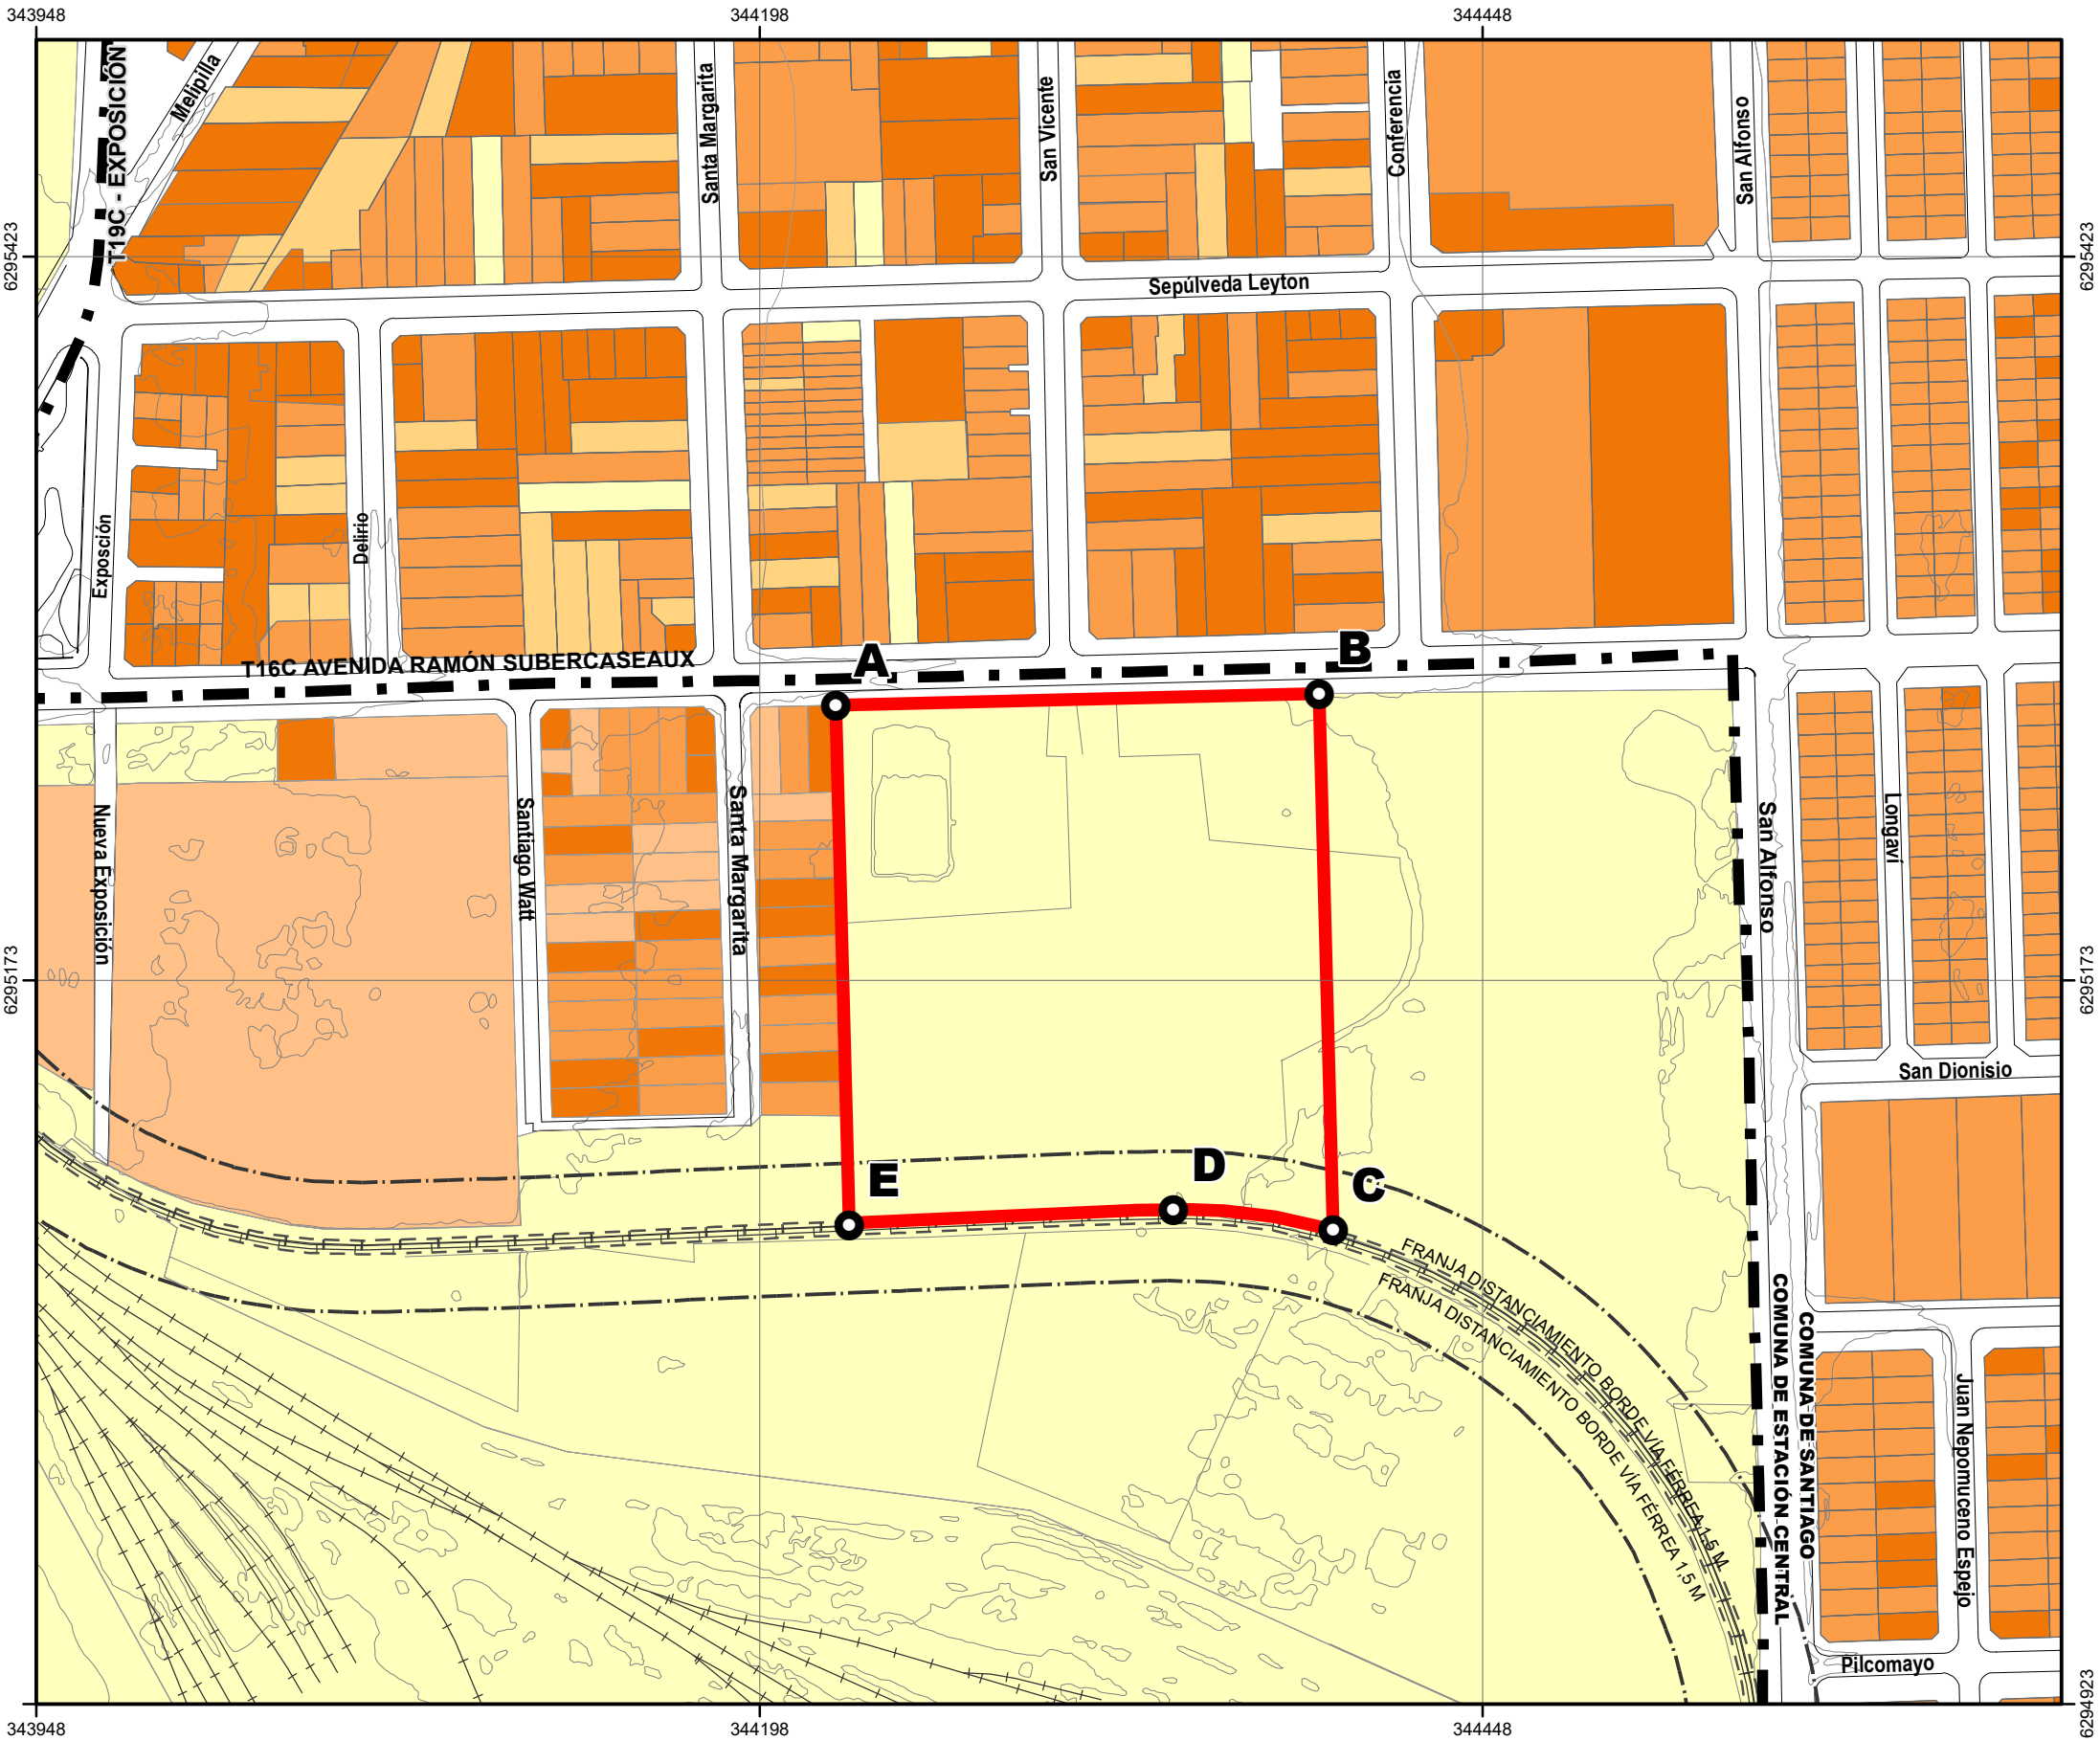 343948
344198
344448
6295423
6295423
T19C - EXPOSICIÓN
Melipilla
Santa Margarita
San Vicente
Conferencia
San Alfonso
Sepúlveda Leyton
Exposción
Delirio
T16C AVENIDA RAMÓN SUBERCASEAUX
A
B
Nueva Exposición
Santiago Watt
Santa Margarita
San Alfonso
Longaví
6295173
6295173
San Dionisio
E
D
C
FRANJA DISTANCIAMIENTO BORDE VÍA FÉRREA 1,5 M
FRANJA DISTANCIAMIENTO BORDE VÍA FÉRREA 1,5 M
COMUNA DE ESTACIÓN CENTRAL
COMUNA DE SANTIAGO
Juan Nepomuceno Espejo
Pilcomayo
6294923
343948
344198
344448